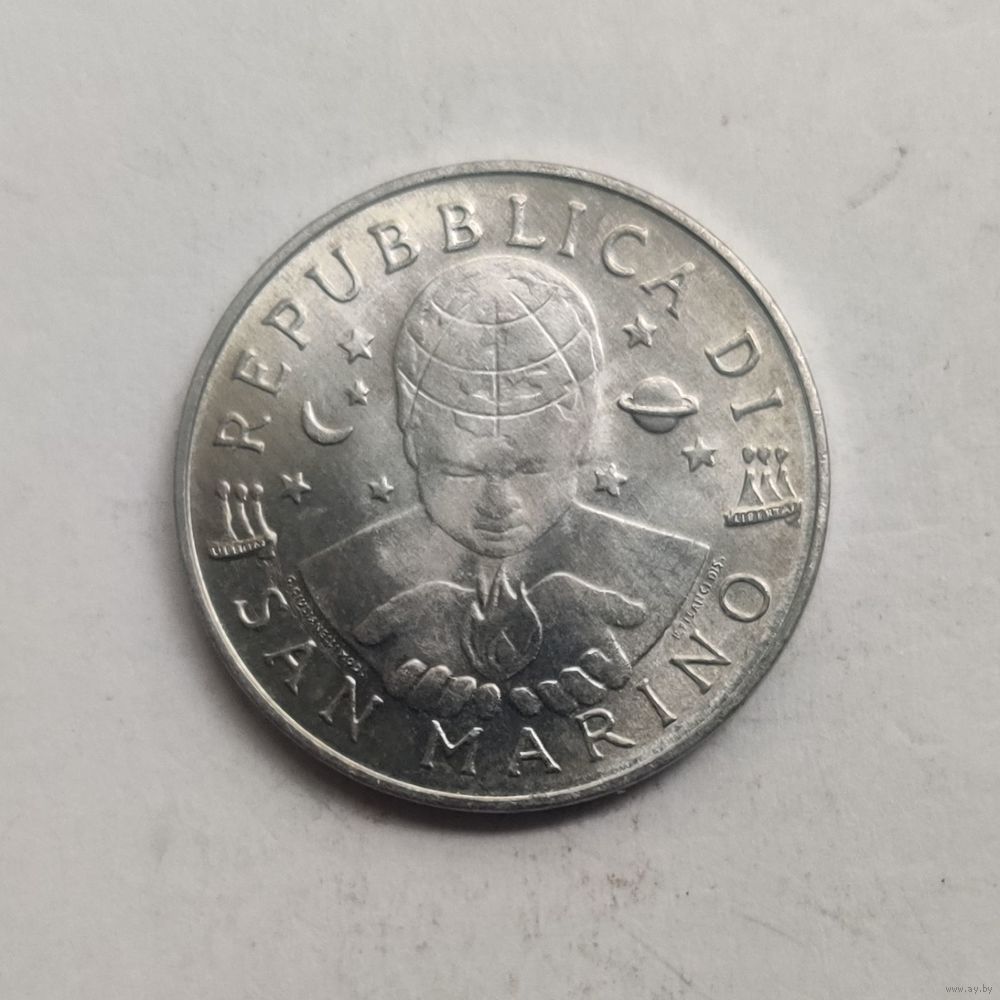 REPUBBLICA DI
SAN MARINO
LIBERTAS
www.ay.by